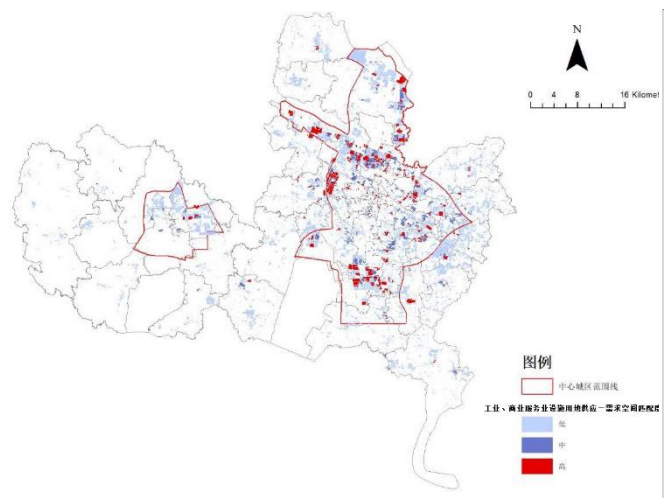 N
0 4 8 16 Kilomet
图例
中心城区范围线
工业、商业服务业设施用地供应—需求空间匹配度
低
中
高